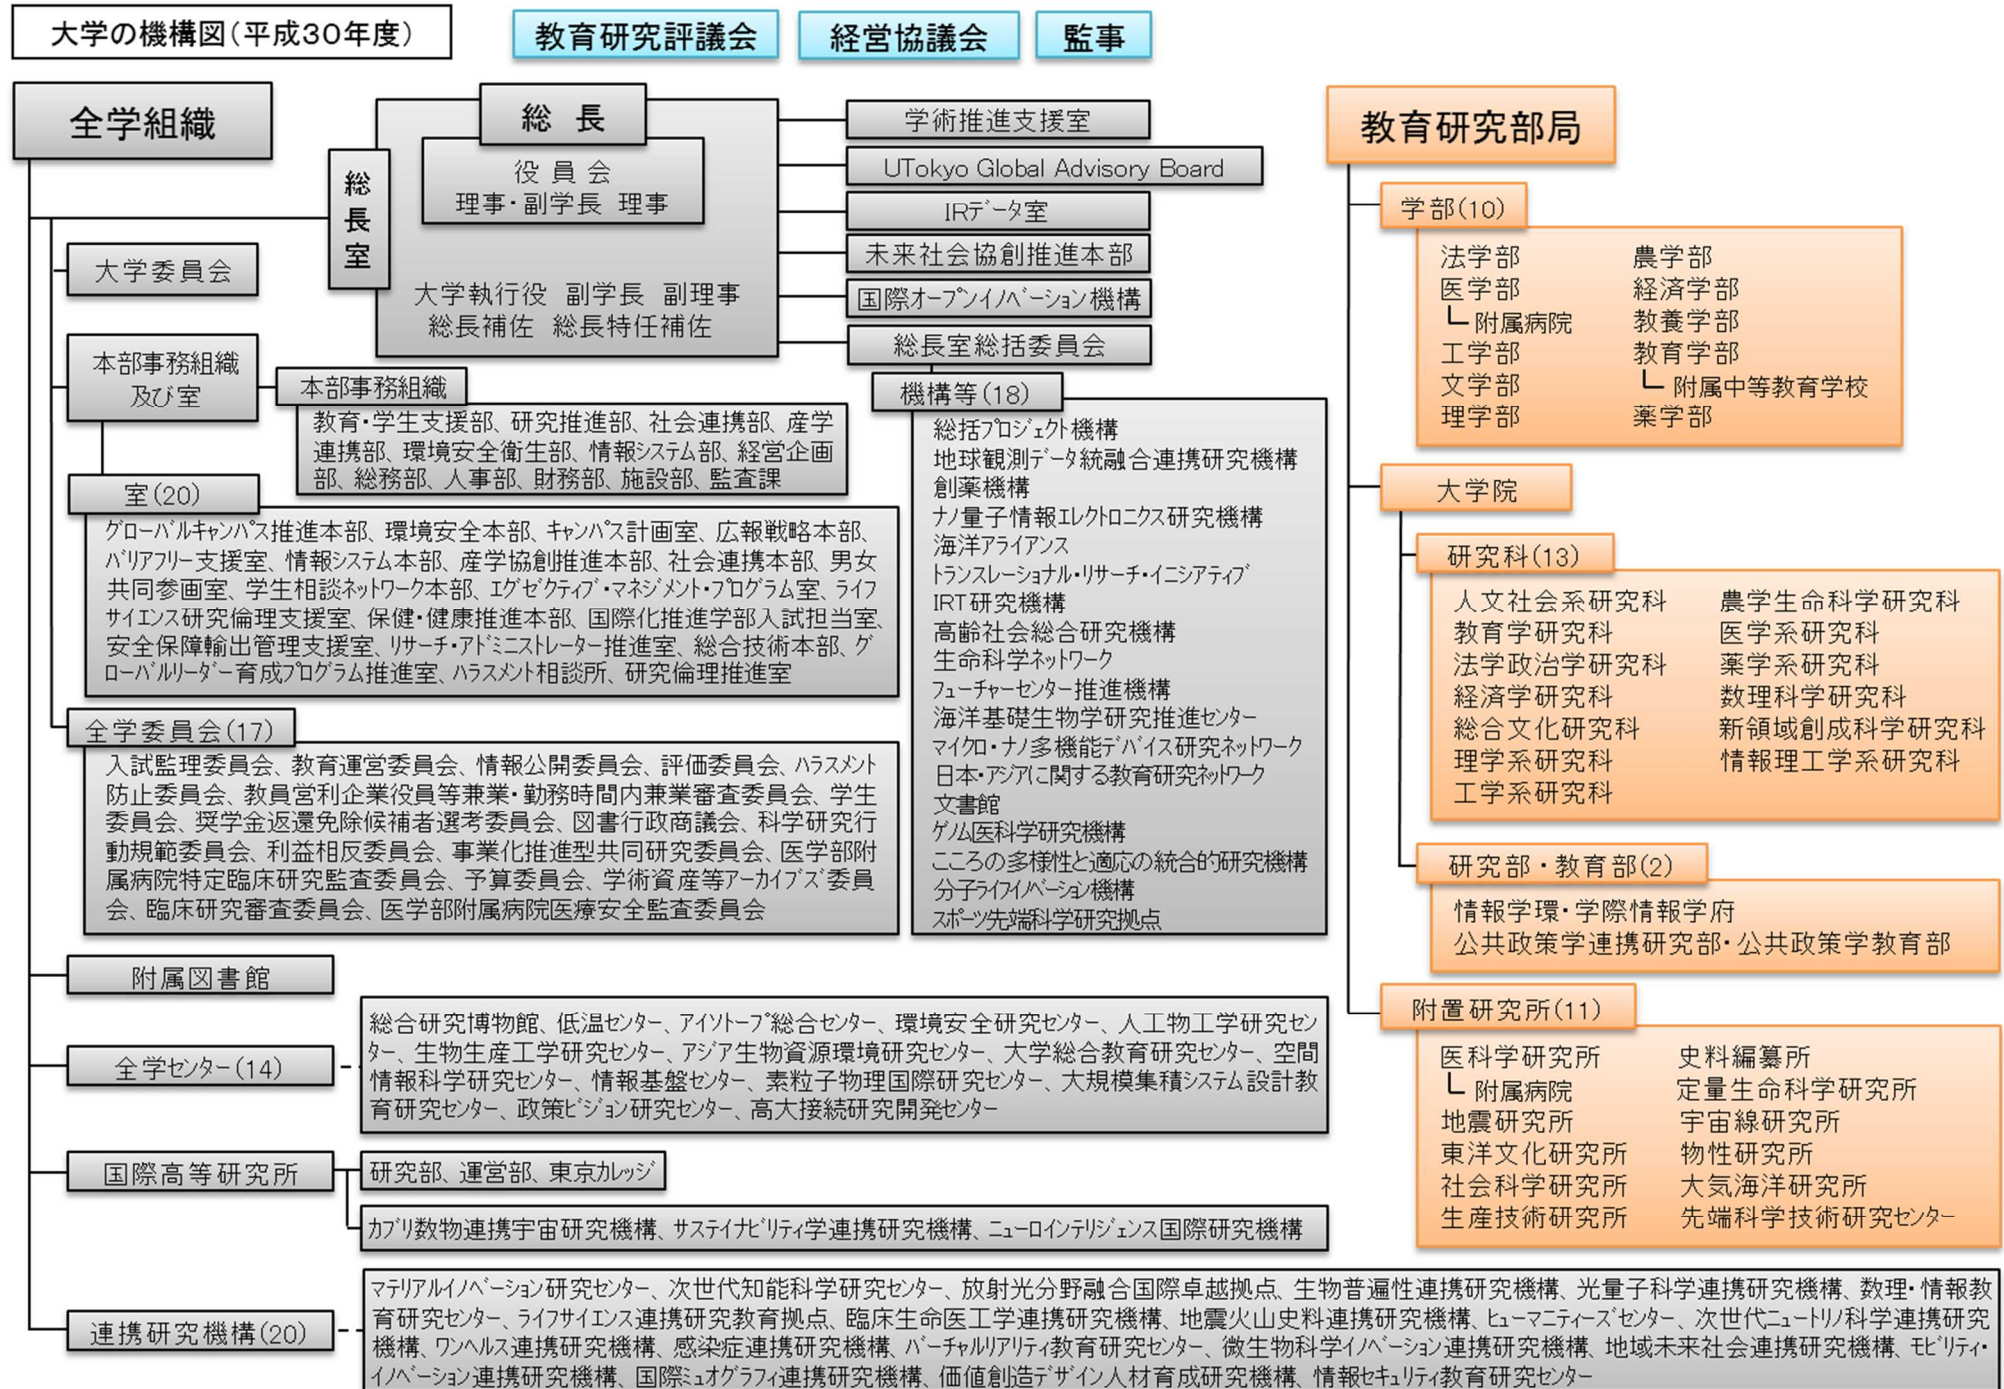 大学の機構図(平成30年度)
教育研究評議会
経営協議会
監事
全学組織
総長
役員会
理事・副学長 理事
総長室
大学執行役 副学長 副理事
総長補佐 総長特任補佐
学術推進支援室
UTokyo Global Advisory Board
IRデータ室
未来社会協創推進本部
国際オープンイノベーション機構
総長室総括委員会
大学委員会
本部事務組織
及び室
本部事務組織
教育・学生支援部、研究推進部、社会連携部、産学
連携部、環境安全衛生部、情報システム部、経営企画
部、総務部、人事部、財務部、施設部、監査課
室(20)
グローバルキャンパス推進本部、環境安全本部、キャンパス計画室、広報戦略本部、
バリアフリー支援室、情報システム本部、産学協創推進本部、社会連携本部、男女
共同参画室、学生相談ネットワーク本部、エグゼクティブ・マネジメント・プログラム室、ライフ
サイエンス研究倫理支援室、保健・健康推進本部、国際化推進学部入試担当室、
安全保障輸出管理支援室、リサーチ・アドミニストレーター推進室、総合技術本部、グ
ローバルリーダー育成プログラム推進室、ハラスメント相談所、研究倫理推進室
全学委員会(17)
入試監理委員会、教育運営委員会、情報公開委員会、評価委員会、ハラスメント
防止委員会、教員営利企業役員等兼業・勤務時間内兼業審査委員会、学生
委員会、奨学金返還免除候補者選考委員会、図書行政商議会、科学研究行
動規範委員会、利益相反委員会、事業化推進型共同研究委員会、医学部附
属病院特定臨床研究監査委員会、予算委員会、学術資産等アーカイブズ委員
会、臨床研究審査委員会、医学部附属病院医療安全監査委員会
機構等(18)
総括プロジェクト機構
地球観測データ統融合連携研究機構
創薬機構
ナノ量子情報エレクトロニクス研究機構
海洋アライアンス
トランスレーショナル・リサーチ・イニシアティブ
IRT研究機構
高齢社会総合研究機構
生命科学ネットワーク
フューチャーセンター推進機構
海洋基礎生物学研究推進センター
マイクロ・ナノ多機能デバイス研究ネットワーク
日本・アジアに関する教育研究ネットワーク
文書館
ゲノム医科学研究機構
こころの多様性と適応の統合的研究機構
分子ライフイノベーション機構
スポーツ先端科学研究拠点
附属図書館
全学センター(14)
総合研究博物館、低温センター、アイソトープ総合センター、環境安全研究センター、人工物工学研究セン
ター、生物生産工学研究センター、アジア生物資源環境研究センター、大学総合教育研究センター、空間
情報科学研究センター、情報基盤センター、素粒子物理国際研究センター、大規模集積システム設計教
育研究センター、政策ビジョン研究センター、高大接続研究開発センター
国際高等研究所
研究部、運営部、東京カレッジ
カブリ数物連携宇宙研究機構、サステイナビリティ学連携研究機構、ニューロインテリジェンス国際研究機構
連携研究機構(20)
マテリアルイノベーション研究センター、次世代知能科学研究センター、放射光分野融合国際卓越拠点、生物普遍性連携研究機構、光量子科学連携研究機構、数理・情報教
育研究センター、ライフサイエンス連携研究教育拠点、臨床生命医工学連携研究機構、地震火山史料連携研究機構、ヒューマニティーズセンター、次世代ニュートリノ科学連携研究
機構、ワンヘルス連携研究機構、感染症連携研究機構、バーチャルリアリティ教育研究センター、微生物科学イノベーション連携研究機構、地域未来社会連携研究機構、モビリティ・
イノベーション連携研究機構、国際ミュオグラフィ連携研究機構、価値創造デザイン人材育成研究機構、情報セキュリティ教育研究センター
教育研究部局
学部(10)
法学部
医学部
附属病院
工学部
文学部
理学部
農学部
経済学部
教養学部
教育学部
附属中等教育学校
薬学部
大学院
研究科(13)
人文社会系研究科
教育学研究科
法学政治学研究科
経済学研究科
総合文化研究科
理学系研究科
工学系研究科
農学生命科学研究科
医学系研究科
薬学系研究科
数理科学研究科
新領域創成科学研究科
情報理工学系研究科
研究部・教育部(2)
情報学環・学際情報学府
公共政策学連携研究部・公共政策学教育部
附置研究所(11)
医科学研究所
附属病院
地震研究所
東洋文化研究所
社会科学研究所
生産技術研究所
史料編纂所
定量生命科学研究所
宇宙線研究所
物性研究所
大気海洋研究所
先端科学技術研究センター